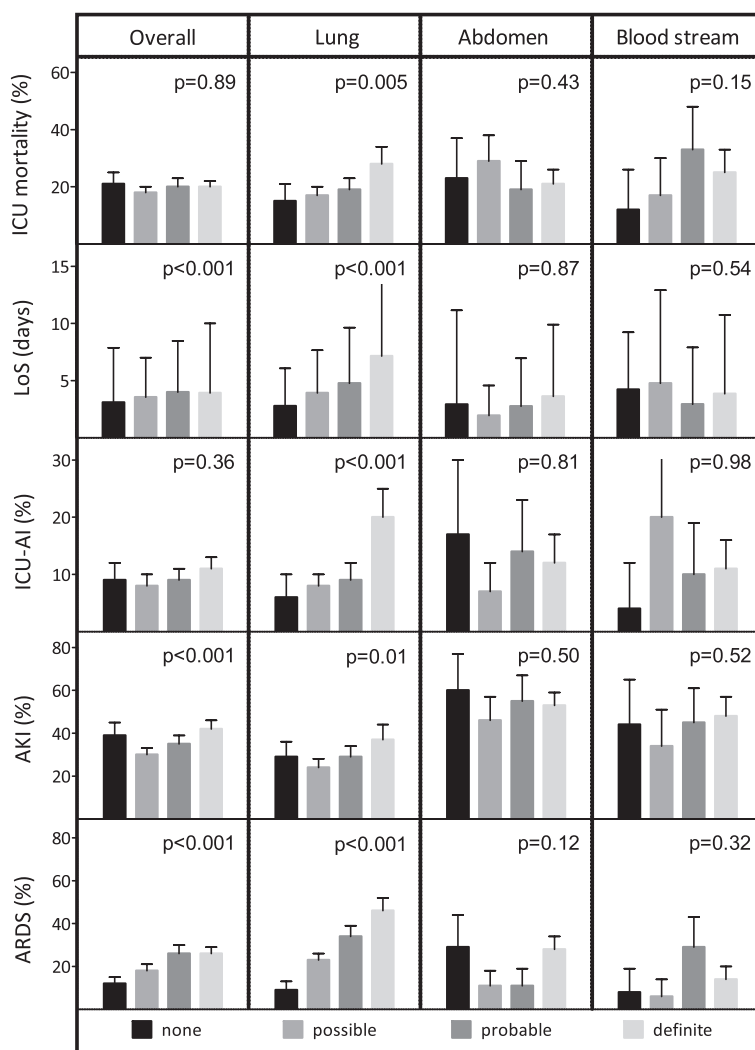 Overall Lung Abdomen Blood stream
ICU mortality (%)
60
40
20
p=0.89 p=0.005 p=0.43 p=0.15
LoS (days)
15
10
5
p<0.001 p<0.001 p=0.87 p=0.54
ICU-AI (%)
30
20
10
p=0.36 p<0.001 p=0.81 p=0.98
AKI (%)
80
60
40
20
p<0.001 p=0.01 p=0.50 p=0.52
ARDS (%)
80
60
40
20
p<0.001 p<0.001 p=0.12 p=0.32
none possible probable definite